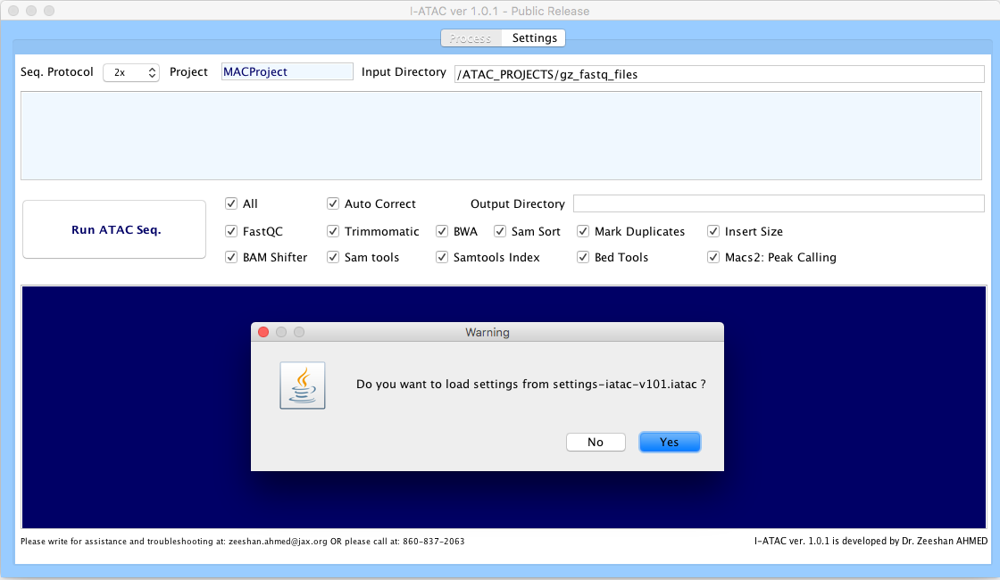 I-ATAC ver 1.0.1 - Public Release
Process Settings
Seq. Protocol 2x Project MACProject Input Directory /ATAC_PROJECTS/gz_fastq_files
All Auto Correct Output Directory
Run ATAC Seq.
FastQC Trimmomatic BWA Sam Sort Mark Duplicates Insert Size
BAM Shifter Sam tools Samtools Index Bed Tools Macs2: Peak Calling
Warning
Do you want to load settings from settings-iatac-v101.iatac ?
No Yes
Please write for assistance and troubleshooting at: zeeshan.ahmed@jax.org OR please call at: 860-837-2063 I-ATAC ver. 1.0.1 is developed by Dr. Zeeshan AHMED